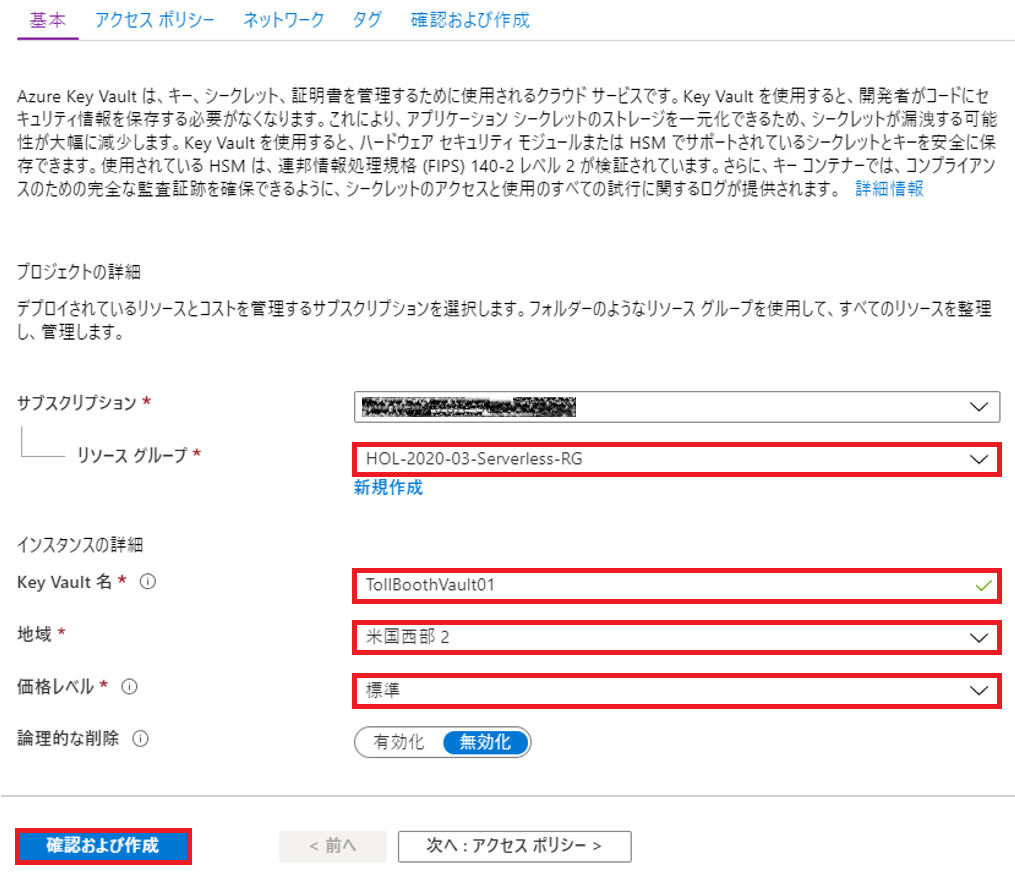 基本 アクセス ポリシー ネットワーク タグ 確認および作成
Azure Key Vault は、キー、シークレット、証明書を管理するために使用されるクラウド サービスです。Key Vault を使用すると、開発者がコードにセ
キュリティ情報を保存する必要がなくなります。これにより、アプリケーション シークレットのストレージを一元化できるため、シークレットが漏洩する可能
性が大幅に減少します。Key Vault を使用すると、ハードウェア セキュリティ モジュールまたは HSM でサポートされているシークレットとキーを安全に保
存できます。使用されている HSM は、連邦情報処理規格 (FIPS) 140-2 レベル 2 が検証されています。さらに、キー コンテナーでは、コンプライアン
スのための完全な監査証跡を確保できるように、シークレットのアクセスと使用のすべての試行に関するログが提供されます。 詳細情報
プロジェクトの詳細
デプロイされているリソースとコストを管理するサブスクリプションを選択します。フォルダーのようなリソース グループを使用して、すべてのリソースを整理
し、管理します。
サブスクリプション *
リソース グループ * HOL-2020-03-Serverless-RG
新規作成
インスタンスの詳細
Key Vault 名 * TollBoothVault01
地域 * 米国西部 2
価格レベル * 標準
論理的な削除 有効化 無効化
確認および作成 < 前へ 次へ : アクセス ポリシー >